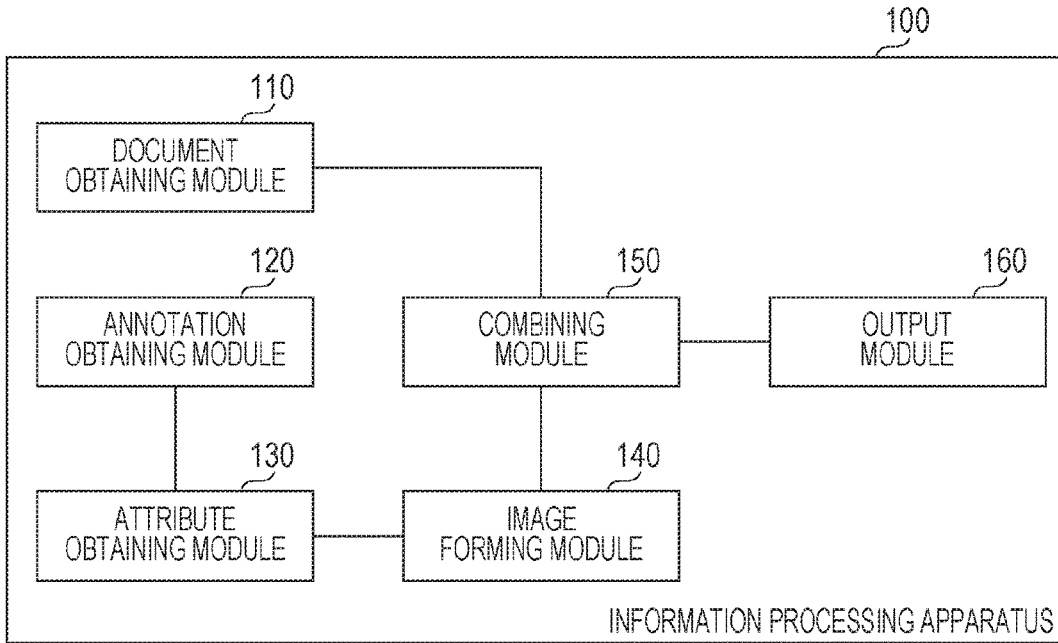 100
110
DOCUMENT
OBTAINING MODULE
120
ANNOTATION
OBTAINING MODULE
150
COMBINING
MODULE
160
OUTPUT
MODULE
130
ATTRIBUTE
OBTAINING MODULE
140
IMAGE
FORMING MODULE
INFORMATION PROCESSING APPARATUS